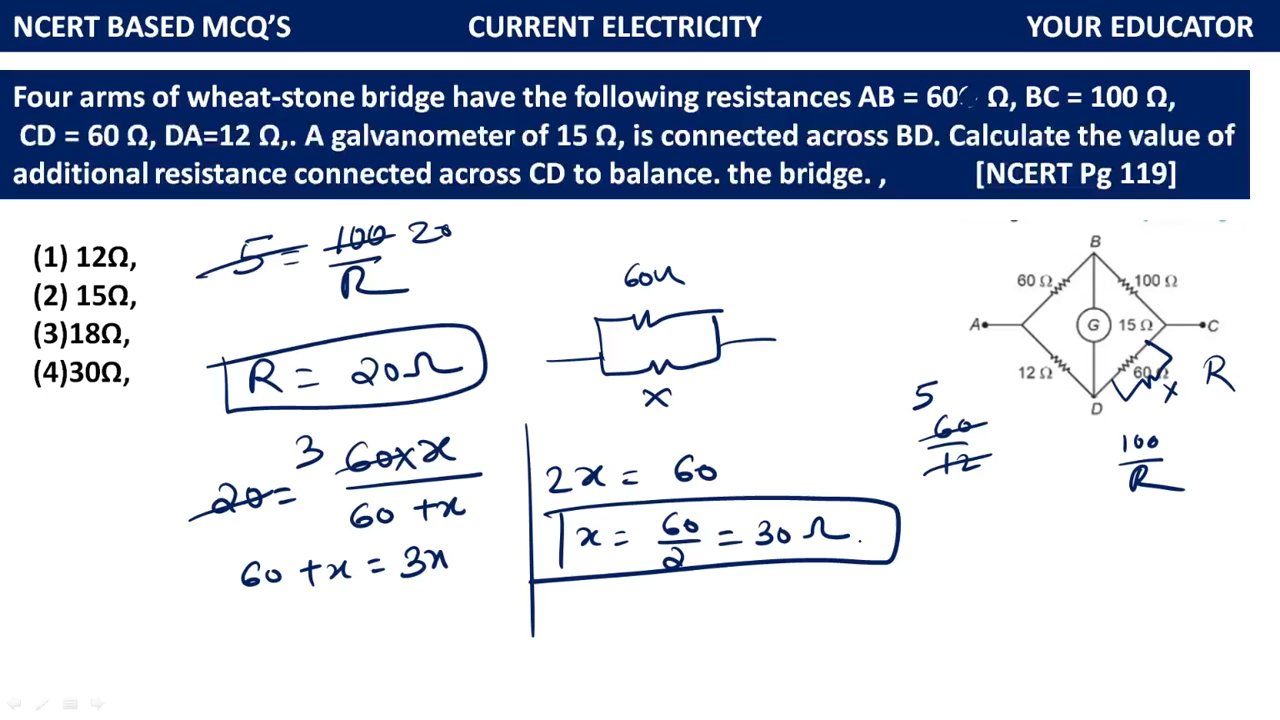 NCERT BASED MCQ'S CURRENT ELECTRICITY YOUR EDUCATOR
Four arms of wheat-stone bridge have the following resistances AB = 60 Ω, BC = 100 Ω,
CD = 60 Ω, DA=12 Ω,. A galvanometer of 15 Ω, is connected across BD. Calculate the value of
additional resistance connected across CD to balance. the bridge. , [NCERT Pg 119]
(1) 12Ω,
(2) 15Ω,
(3)18Ω,
(4)30Ω,
5 = 100 20
R
R = 20Ω
3 60×x
20 =
60 + x
60 + x = 3x
60
x
2x = 60
x = 60/2 = 30 Ω.
B
60 Ω 100 Ω
A G 15 Ω C
12 Ω 60 Ω x R
D
5
60
12
100
R